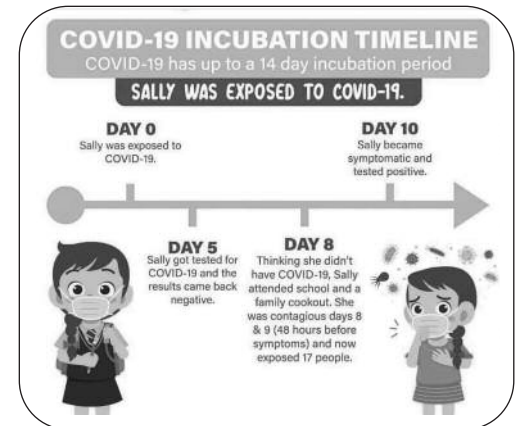 COVID-19 INCUBATION TIMELINE
COVID-19 has up to a 14 day incubation period
SALLY WAS EXPOSED TO COVID-19.
DAY 0
Sally was exposed to
COVID-19.
DAY 10
Sally became
symptomatic and
tested positive.
DAY 5
Sally got tested for
COVID-19 and the
results came back
negative.
DAY 8
Thinking she didn't
have COVID, Sally
attended school and a
family cookout. She
was contagious days 8
& 9 (48 hours before
symptoms) and now
exposed 17 people.